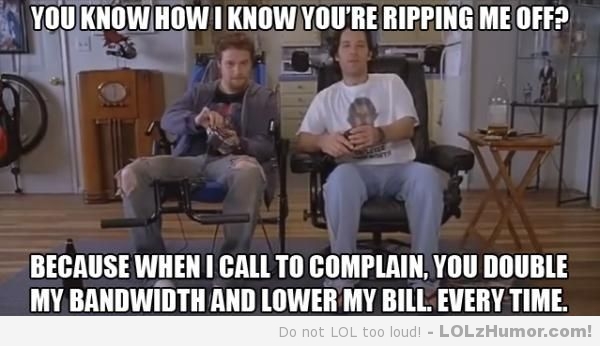 YOU KNOW HOW I KNOW YOU'RE RIPPING ME OFF?
BECAUSE WHEN I CALL TO COMPLAIN, YOU DOUBLE
MY BANDWIDTH AND LOWER MY BILL. EVERY TIME.
Do not LOL too loud! - LOLzHumor.com!